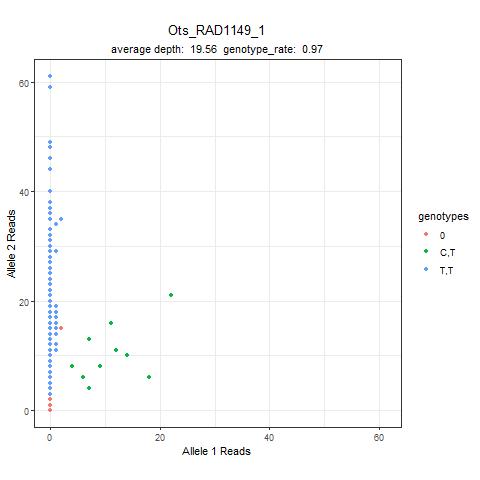 Ots_RAD1149_1
average depth: 19.56 genotype_rate: 0.97
60
40
20
0
Allele 2 Reads
0 20 40 60
Allele 1 Reads
genotypes
0
C,T
T,T